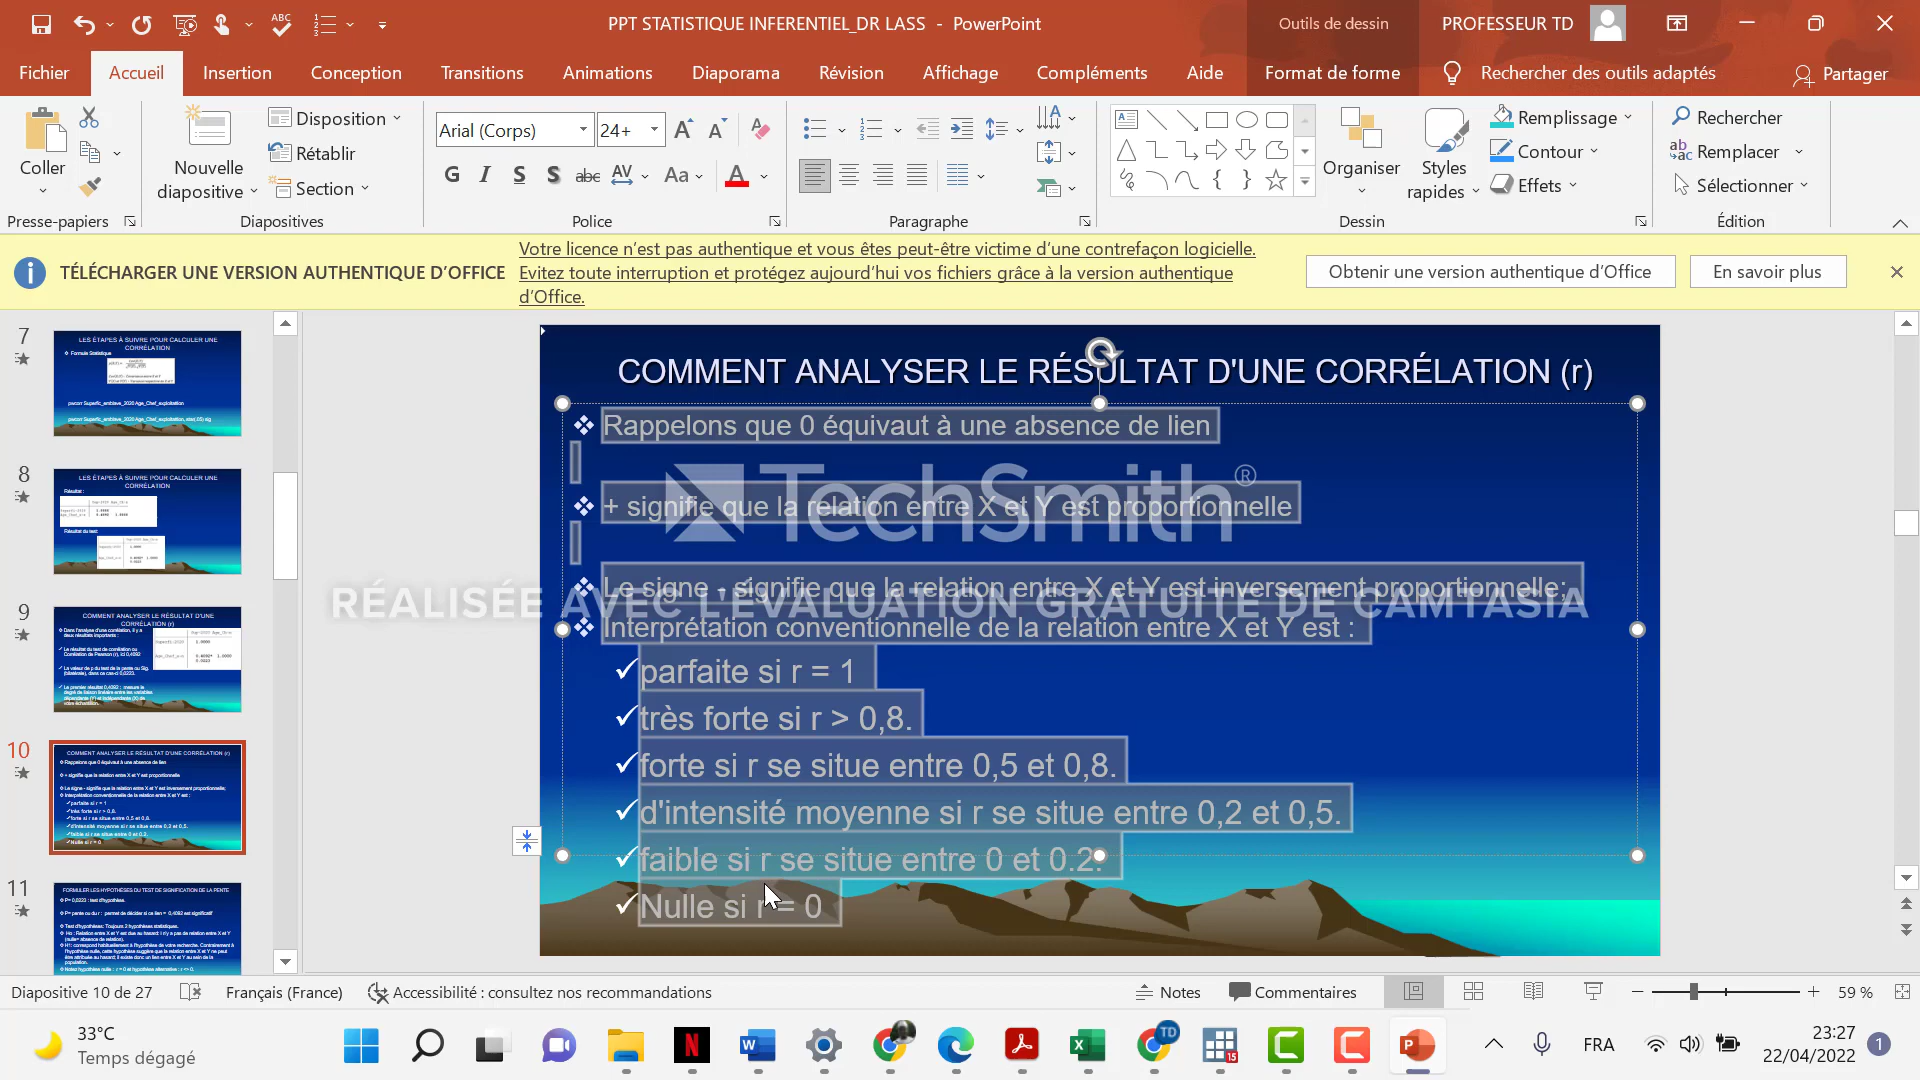 PPT STATISTIQUE INFERENTIEL_DR LASS - PowerPoint
Outils de dessin
PROFESSEUR TD
Fichier
Accueil
Insertion
Conception
Transitions
Animations
Diaporama
Révision
Affichage
Compléments
Aide
Format de forme
Rechercher des outils adaptés
Partager
Coller
Nouvelle
diapositive
Disposition
Rétablir
Section
Arial (Corps)
24+
Organiser
Styles
rapides
Remplissage
Contour
Effets
Rechercher
Remplacer
Sélectionner
Presse-papiers
Diapositives
Police
Paragraphe
Dessin
Édition
TÉLÉCHARGER UNE VERSION AUTHENTIQUE D'OFFICE
Votre licence n'est pas authentique et vous êtes peut-être victime d'une contrefaçon logicielle.
Evitez toute interruption et protégez aujourd'hui vos fichiers grâce à la version authentique
d'Office.
Obtenir une version authentique d'Office
En savoir plus
7
8
9
10
11
COMMENT ANALYSER LE RÉSULTAT D'UNE CORRÉLATION (r)
Rappelons que 0 équivaut à une absence de lien
TechSmith®
+ signifie que la relation entre X et Y est proportionnelle
Le signe - signifie que la relation entre X et Y est inversement proportionnelle;
RÉALISÉE AVEC L'ÉVALUATION GRATUITE DE CAMTASIA
Interprétation conventionnelle de la relation entre X et Y est :
parfaite si r = 1
très forte si r > 0,8.
forte si r se situe entre 0,5 et 0,8.
d'intensité moyenne si r se situe entre 0,2 et 0,5.
faible si r se situe entre 0 et 0.2.
Nulle si r = 0
Diapositive 10 de 27
Français (France)
Accessibilité : consultez nos recommandations
Notes
Commentaires
59 %
33°C
Temps dégagé
FRA
23:27
22/04/2022
1